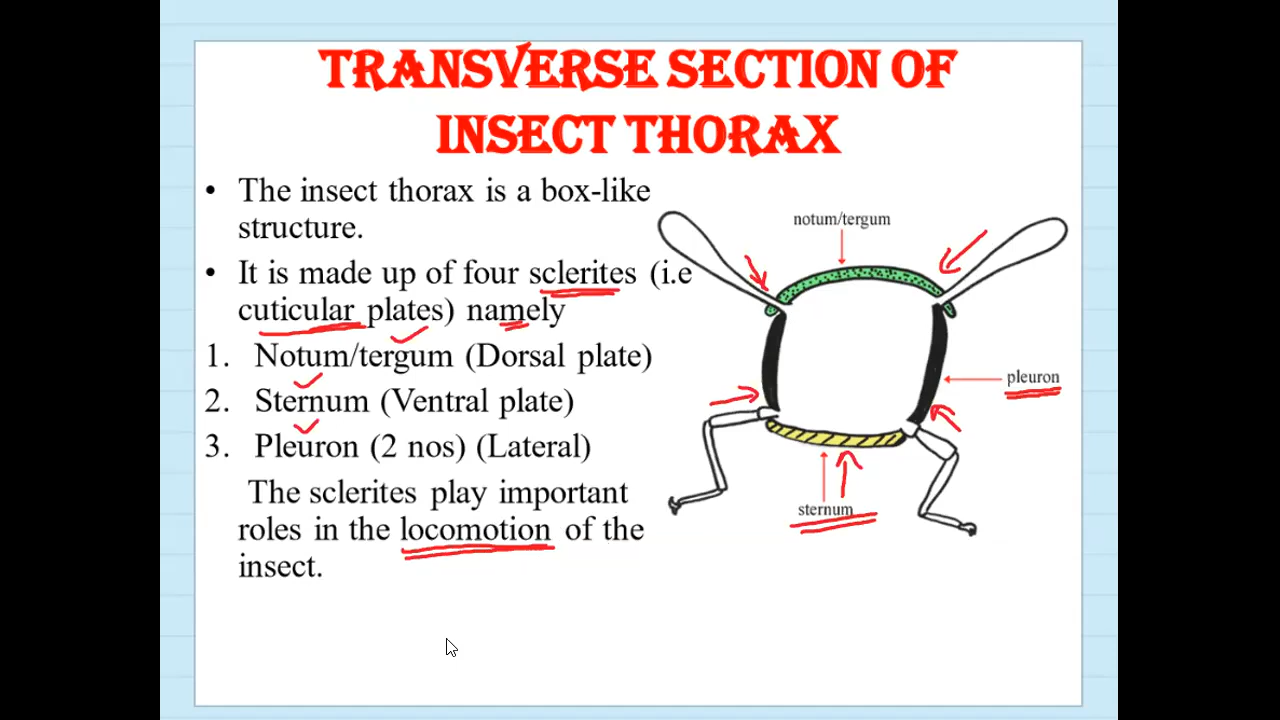 TRANSVERSE SECTION OF
INSECT THORAX
• The insect thorax is a box-like
structure.
• It is made up of four sclerites (i.e
cuticular plates) namely
1. Notum/tergum (Dorsal plate)
2. Sternum (Ventral plate)
3. Pleuron (2 nos) (Lateral)
The sclerites play important
roles in the locomotion of the
insect.
notum/tergum
pleuron
sternum